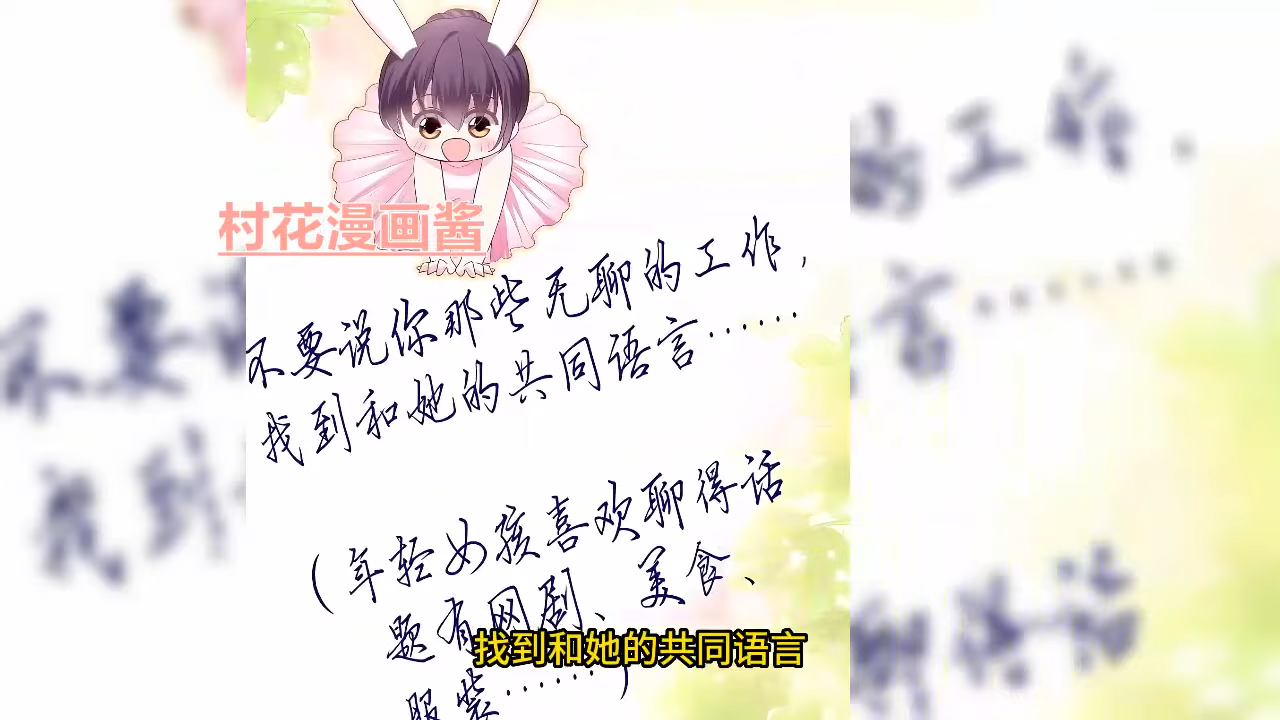 村花漫画酱
不要说你那些无聊的工作,
找到和她的共同语言……
(年轻女孩喜欢聊得话
题有网剧、美食、
服装……)
找到和她的共同语言